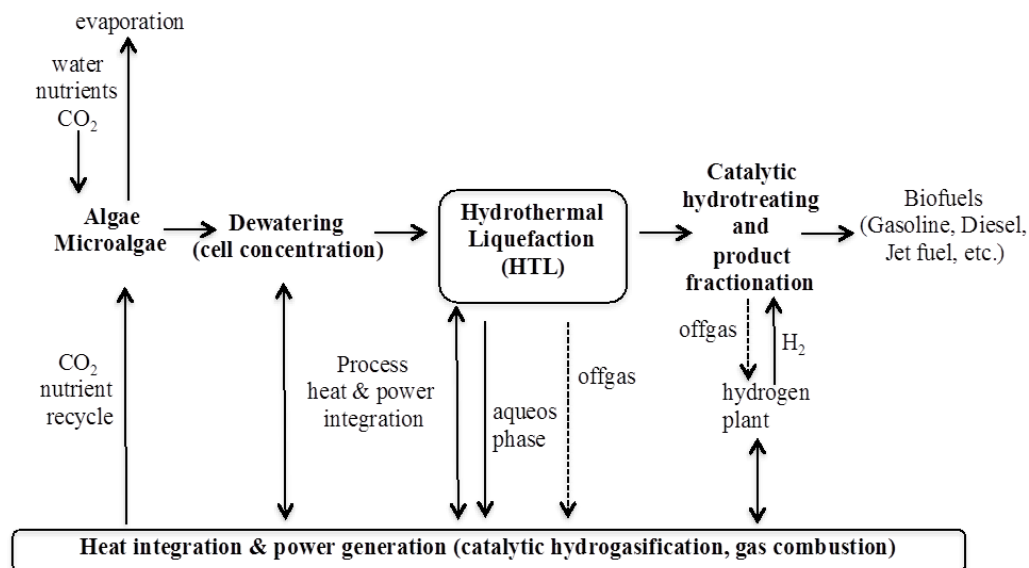 evaporation
water
nutrients
CO₂
Algae
Microalgae
Dewatering
(cell concentration)
Hydrothermal
Liquefaction
(HTL)
Catalytic
hydrotreating
and
product
fractionation
Biofuels
(Gasoline, Diesel,
Jet fuel, etc.)
CO₂
nutrient
recycle
Process
heat & power
integration
aqueos
phase
offgas
offgas
H₂
hydrogen
plant
Heat integration & power generation (catalytic hydrogasification, gas combustion)